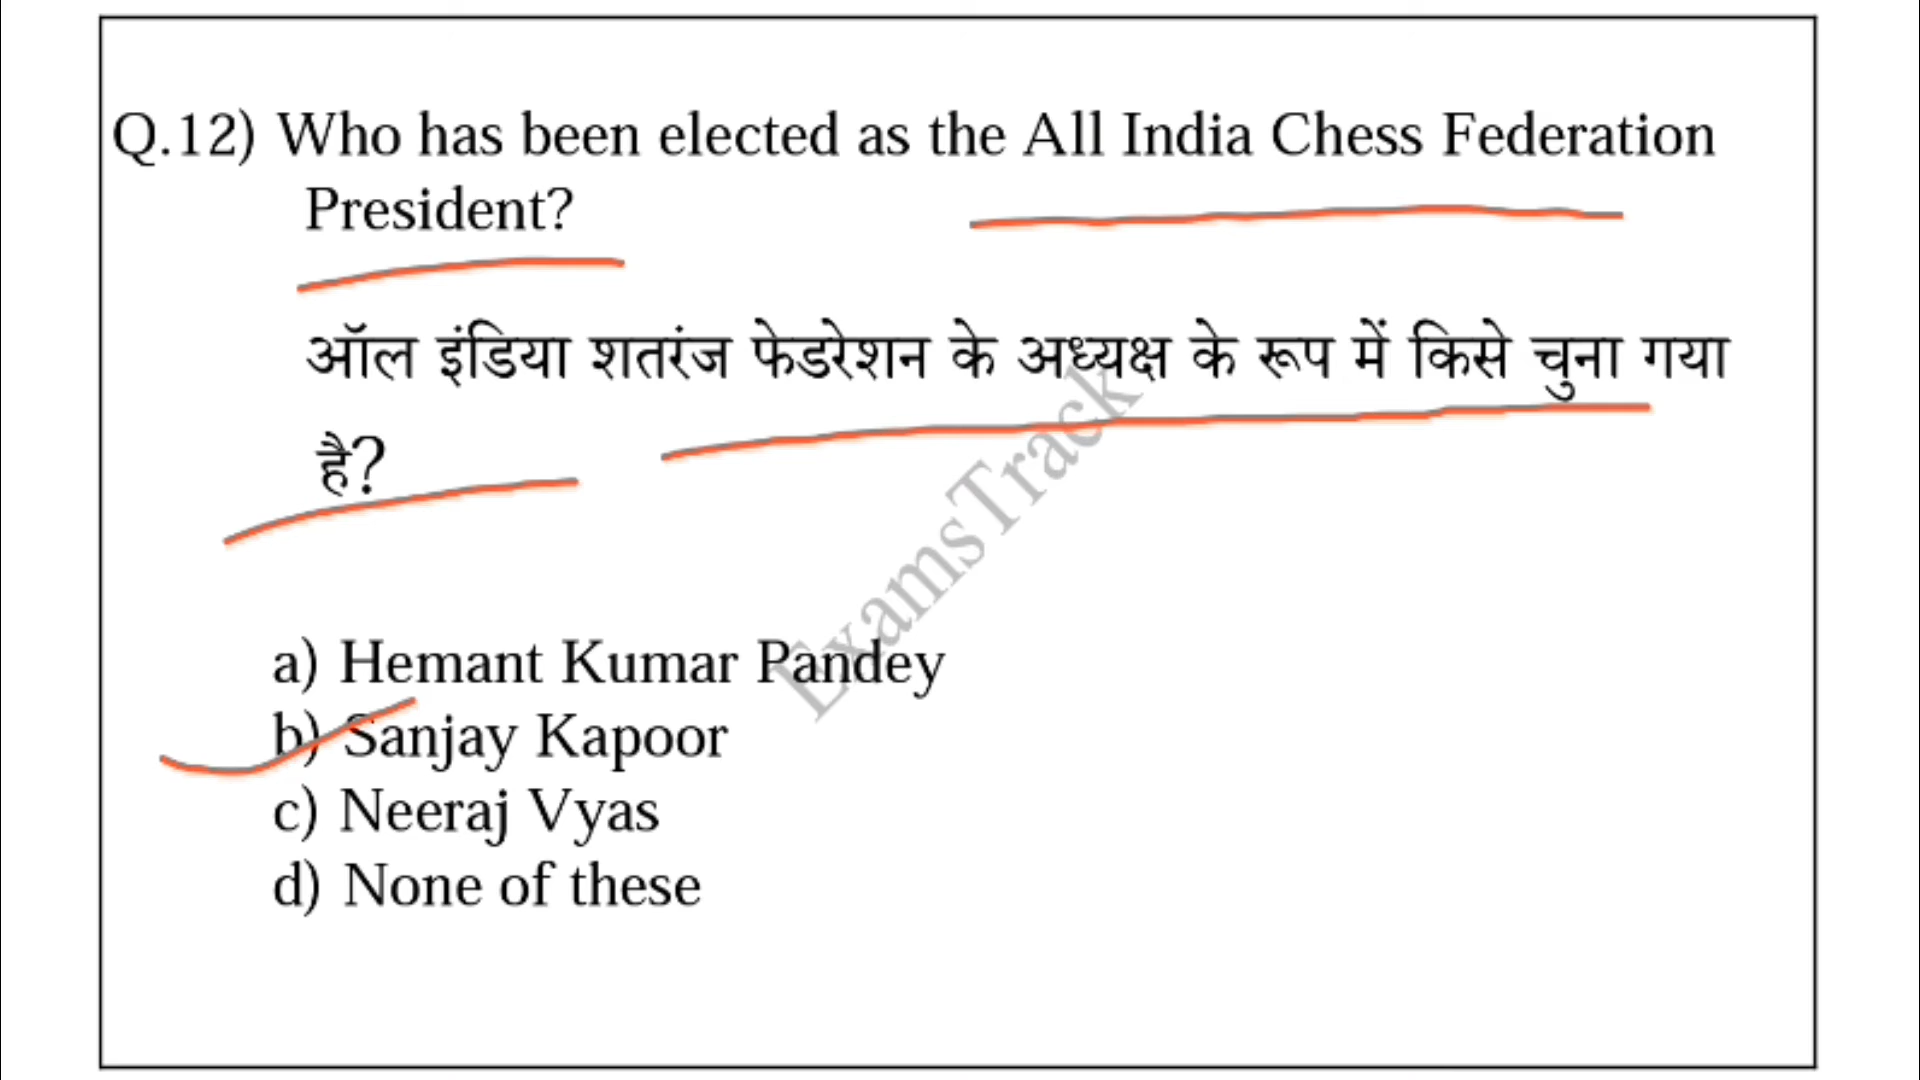 Q.12) Who has been elected as the All India Chess Federation
President?
ऑल इंडिया शतरंज फेडरेशन के अध्यक्ष के रूप में किसे चुना गया
है?
ExamsTrack
a) Hemant Kumar Pandey
b) Sanjay Kapoor
c) Neeraj Vyas
d) None of these